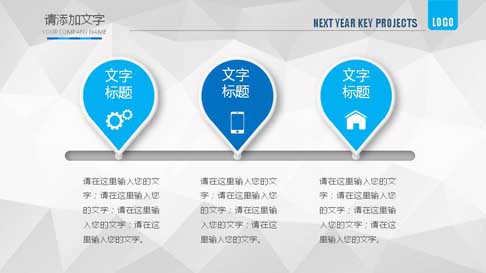 请添加文字
YOUR COMPANY NAME
NEXT YEAR KEY PROJECTS
LOGO
文字
标题
文字
标题
文字
标题
请在这里输入您的文
字；请在这里输入您
的文字；请在这里输
入您的文字；请在这
里输入您的文字。
请在这里输入您的文
字；请在这里输入您
的文字；请在这里输
入您的文字；请在这
里输入您的文字。
请在这里输入您的文
字；请在这里输入您
的文字；请在这里输
入您的文字；请在这
里输入您的文字。